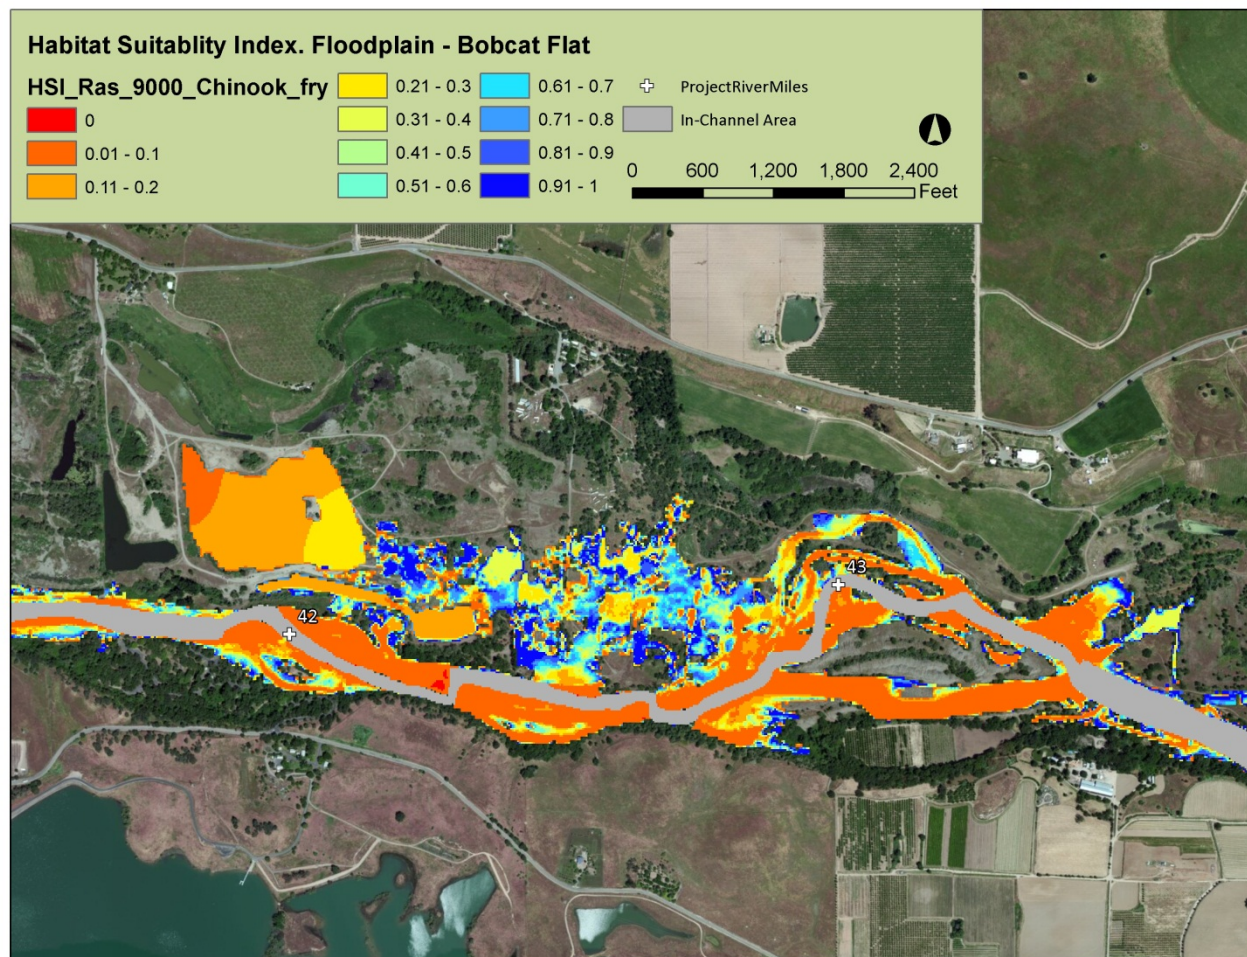 Habitat Suitablity Index. Floodplain - Bobcat Flat
HSI_Ras_9000_Chinook_fry
0
0.01 - 0.1
0.11 - 0.2
0.21 - 0.3
0.31 - 0.4
0.41 - 0.5
0.51 - 0.6
0.61 - 0.7
0.71 - 0.8
0.81 - 0.9
0.91 - 1
ProjectRiverMiles
In-Channel Area
0 600 1,200 1,800 2,400
Feet
43
42